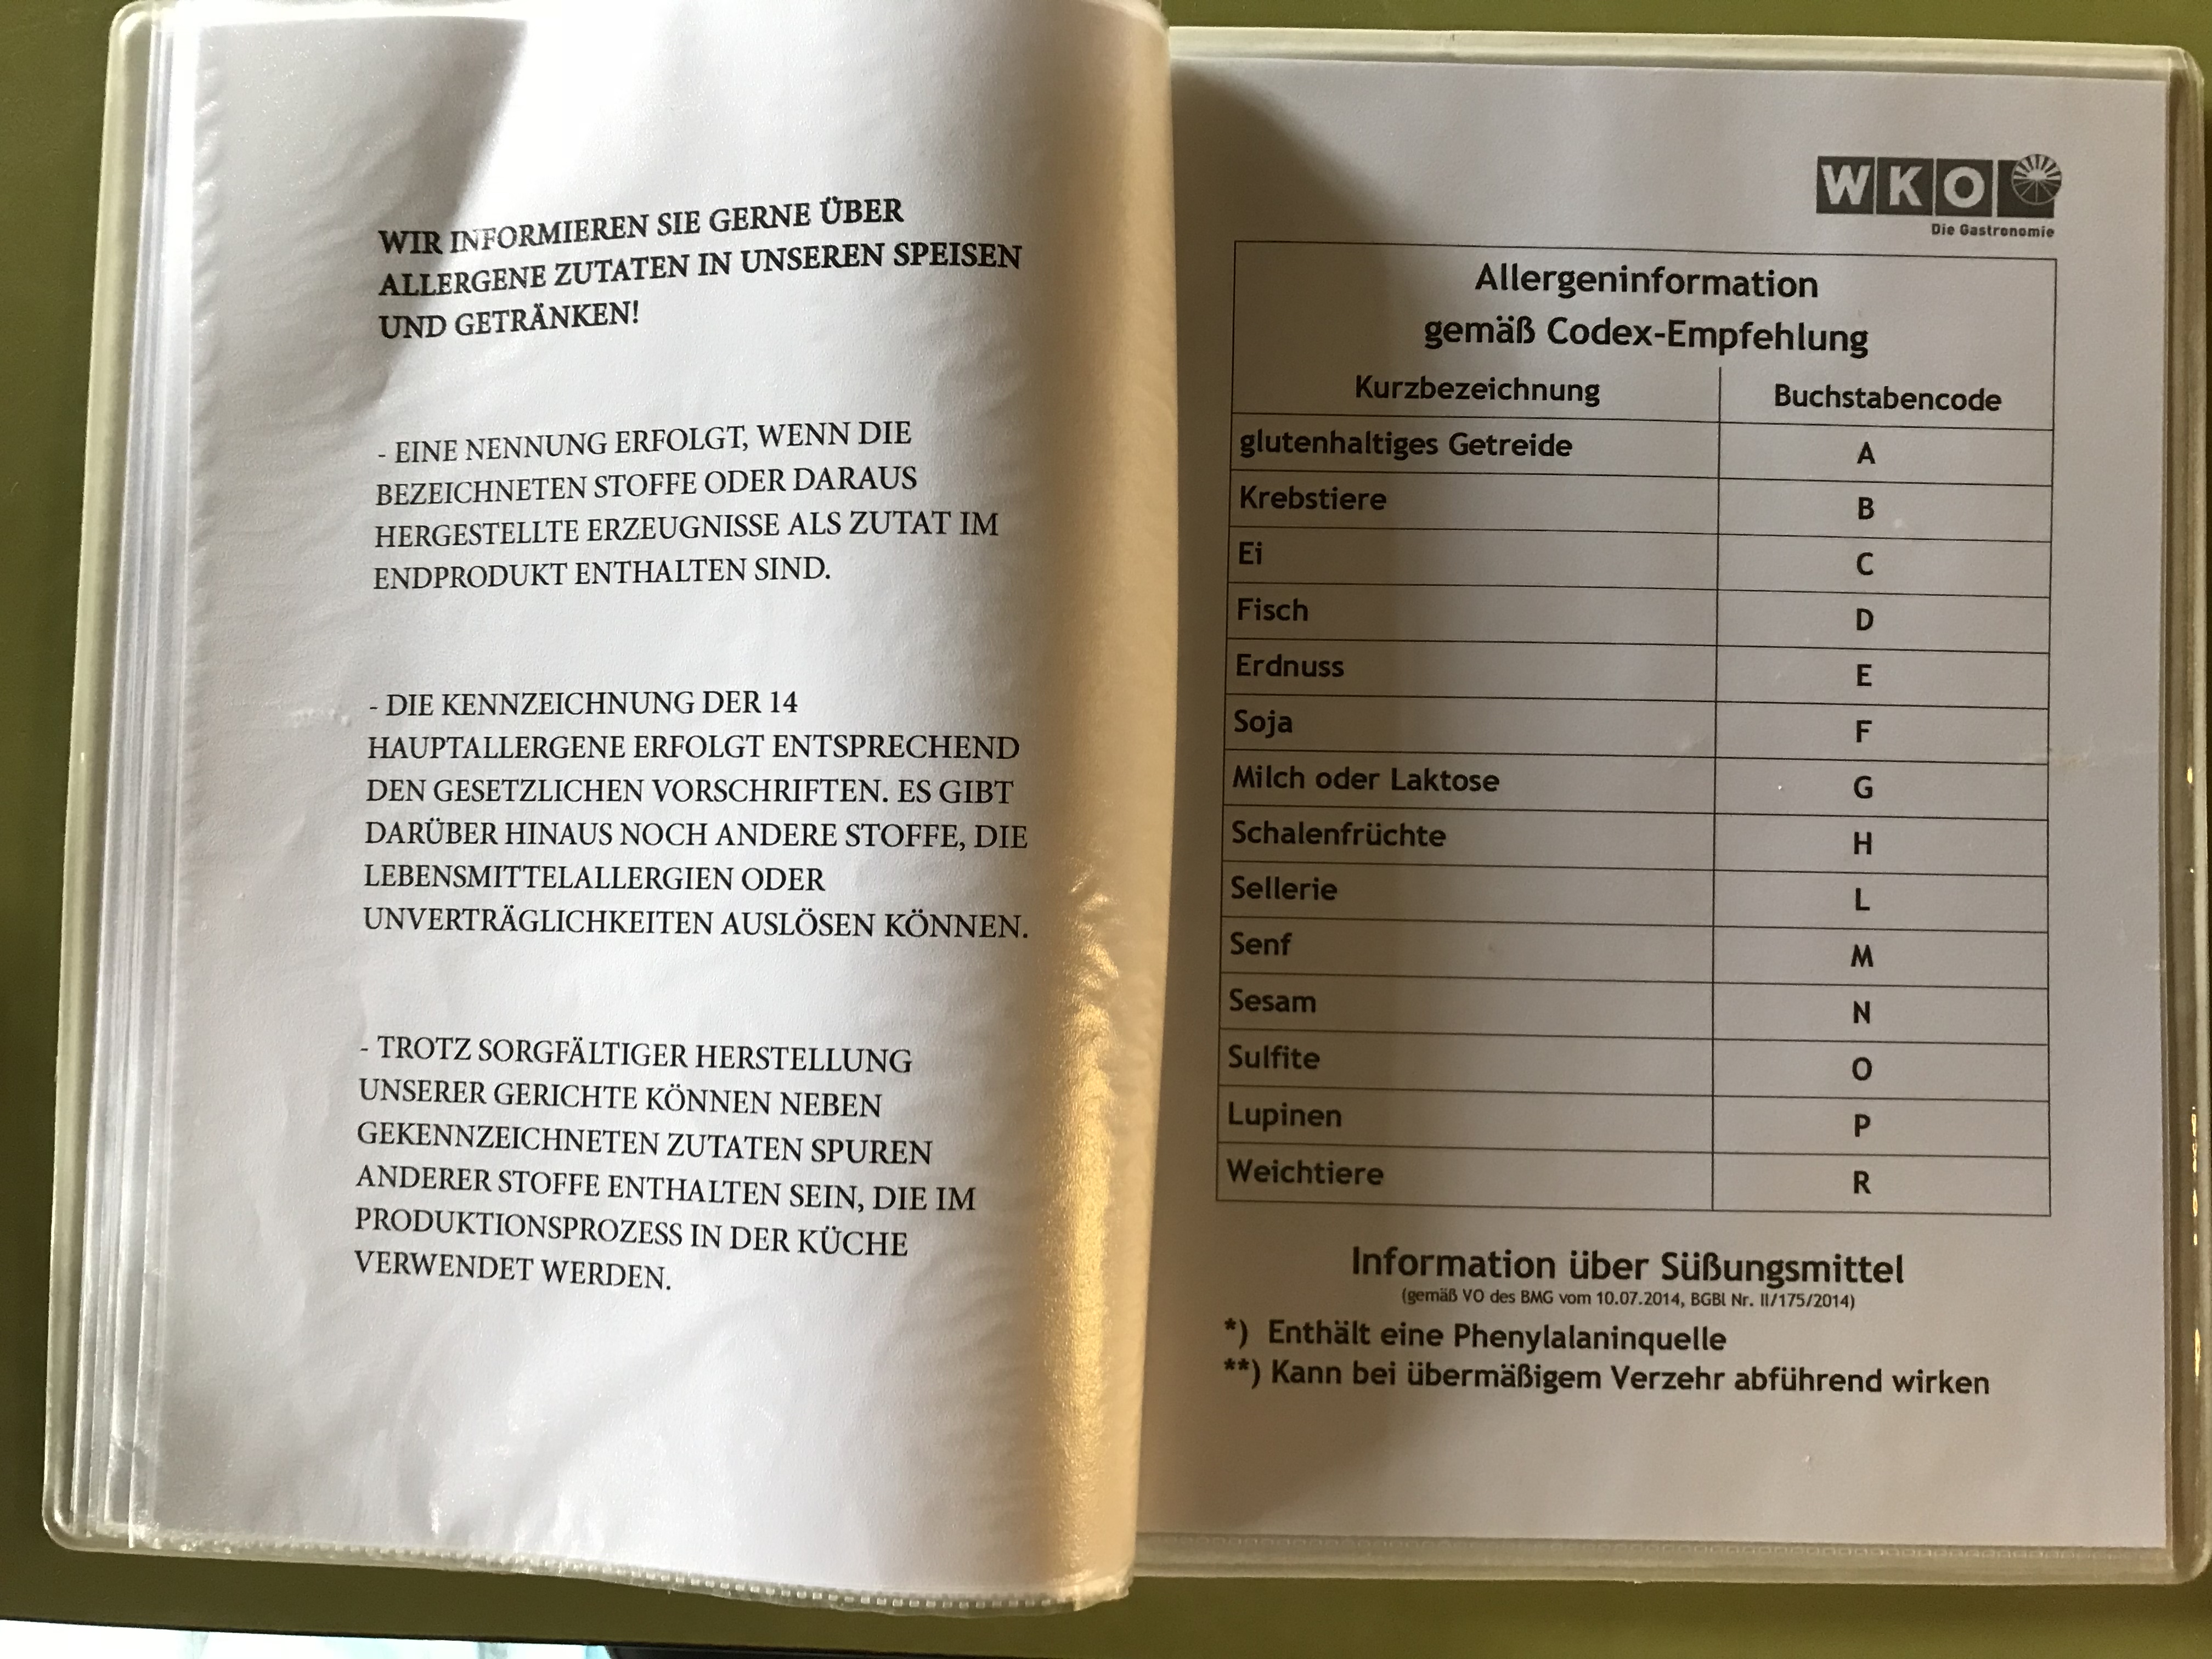 WIR INFORMIEREN SIE GERNE ÜBER
ALLERGENE ZUTATEN IN UNSEREN SPEISEN
UND GETRÄNKEN!
- EINE NENNUNG ERFOLGT, WENN DIE
BEZEICHNETEN STOFFE ODER DARAUS
HERGESTELLTE ERZEUGNISSE ALS ZUTAT IM
ENDPRODUKT ENTHALTEN SIND.
- DIE KENNZEICHNUNG DER 14
HAUPTALLERGENE ERFOLGT ENTSPRECHEND
DEN GESETZLICHEN VORSCHRIFTEN. ES GIBT
DARÜBER HINAUS NOCH ANDERE STOFFE, DIE
LEBENSMITTELALLERGIEN ODER
UNVERTRÄGLICHKEITEN AUSLÖSEN KÖNNEN.
- TROTZ SORGFÄLTIGER HERSTELLUNG
UNSERER GERICHTE KÖNNEN NEBEN
GEKENNZEICHNETEN ZUTATEN SPUREN
ANDERER STOFFE ENTHALTEN SEIN, DIE IM
PRODUKTIONSPROZESS IN DER KÜCHE
VERWENDET WERDEN.
WKO
Die Gastronomie
Allergeninformation
gemäß Codex-Empfehlung
Kurzbezeichnung Buchstabencode
glutenhaltiges Getreide A
Krebstiere B
Ei C
Fisch D
Erdnuss E
Soja F
Milch oder Laktose G
Schalenfrüchte H
Sellerie L
Senf M
Sesam N
Sulfite O
Lupinen P
Weichtiere R
Information über Süßungsmittel
(gemäß VO des BMG vom 10.07.2014, BGBl Nr. II/175/2014)
*) Enthält eine Phenylalaninquelle
**) Kann bei übermäßigem Verzehr abführend wirken